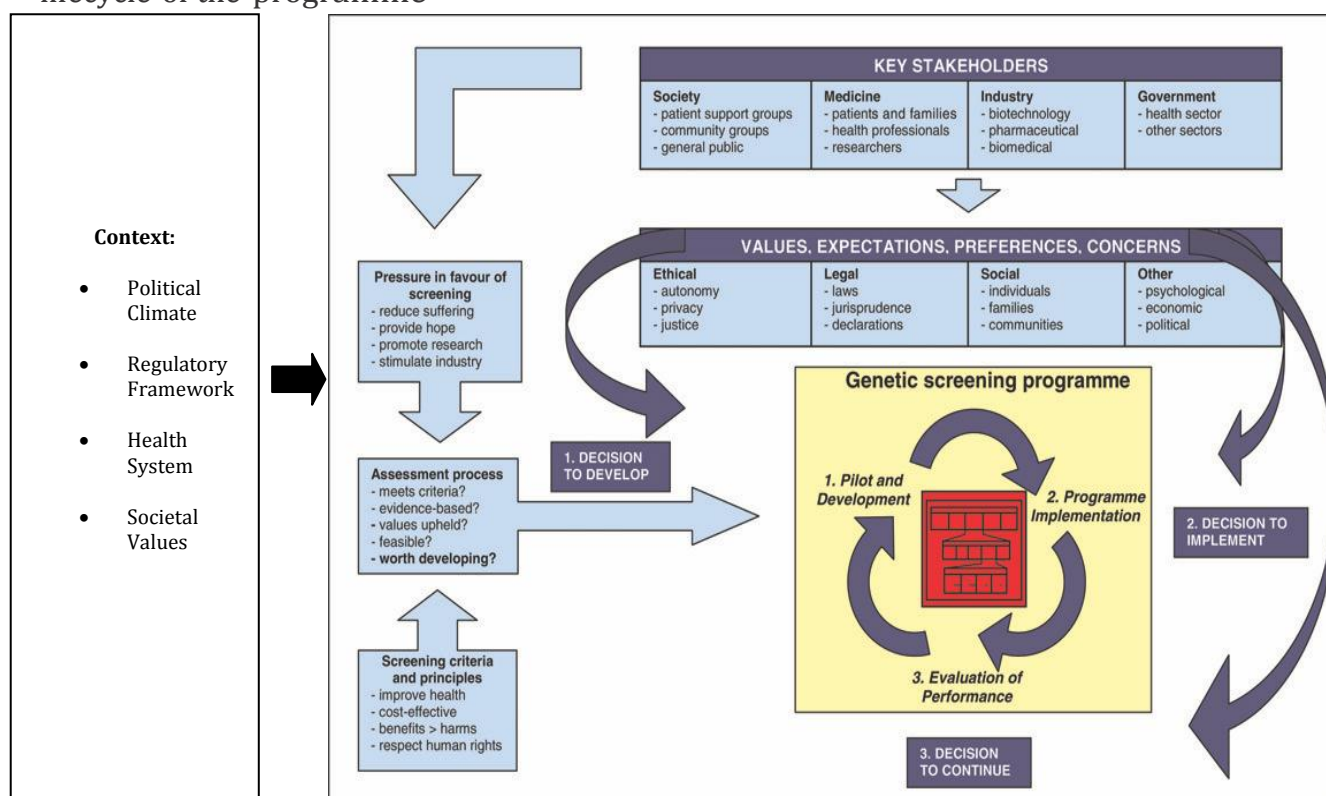 lifecycle of the programme
Context:
• Political
Climate
• Regulatory
Framework
• Health
System
• Societal
Values
KEY STAKEHOLDERS
Society
- patient support groups
- community groups
- general public
Medicine
- patients and families
- health professionals
- researchers
Industry
- biotechnology
- pharmaceutical
- biomedical
Government
- health sector
- other sectors
VALUES, EXPECTATIONS, PREFERENCES, CONCERNS
Ethical
- autonomy
- privacy
- justice
Legal
- laws
- jurisprudence
- declarations
Social
- individuals
- families
- communities
Other
- psychological
- economic
- political
Pressure in favour of
screening
- reduce suffering
- provide hope
- promote research
- stimulate industry
Assessment process
- meets criteria?
- evidence-based?
- values upheld?
- feasible?
- worth developing?
Screening criteria
and principles
- improve health
- cost-effective
- benefits > harms
- respect human rights
1. DECISION
TO DEVELOP
Genetic screening programme
1. Pilot and
Development
2. Programme
Implementation
3. Evaluation of
Performance
2. DECISION TO
IMPLEMENT
3. DECISION
TO CONTINUE